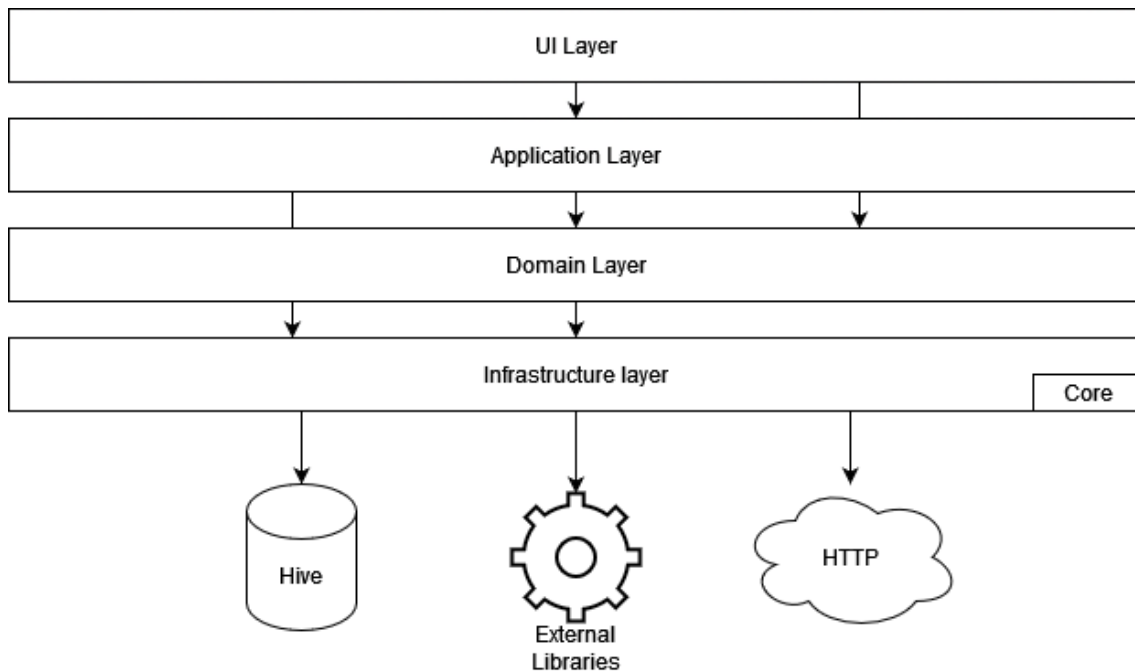 UI Layer
Application Layer
Domain Layer
Infrastructure layer
Core
Hive
External
Libraries
HTTP